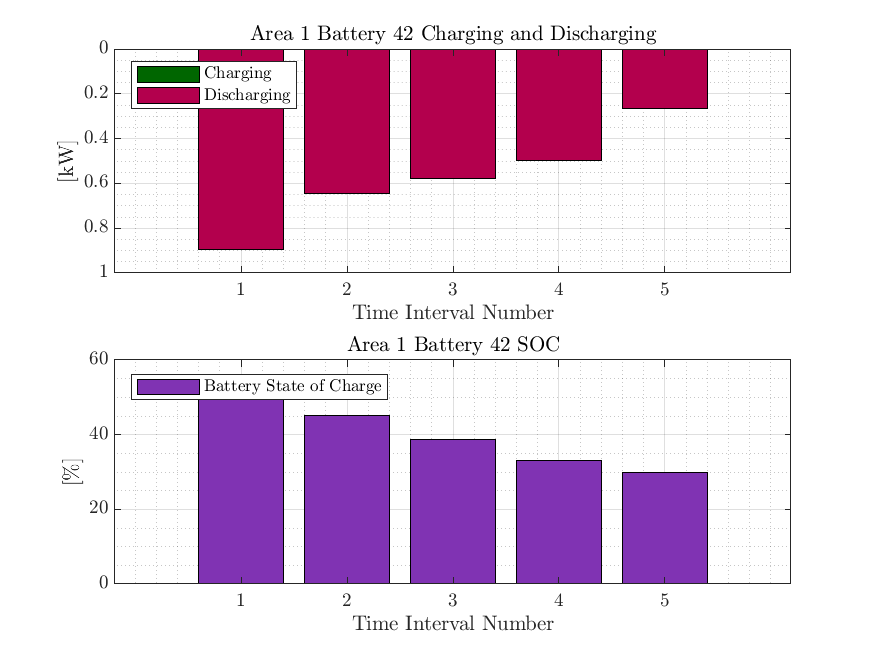 Area 1 Battery 42 Charging and Discharging
0
0.2
0.4
0.6
0.8
1
[kW]
Charging
Discharging
1 2 3 4 5
Time Interval Number
Area 1 Battery 42 SOC
60
40
20
0
[%]
Battery State of Charge
1 2 3 4 5
Time Interval Number